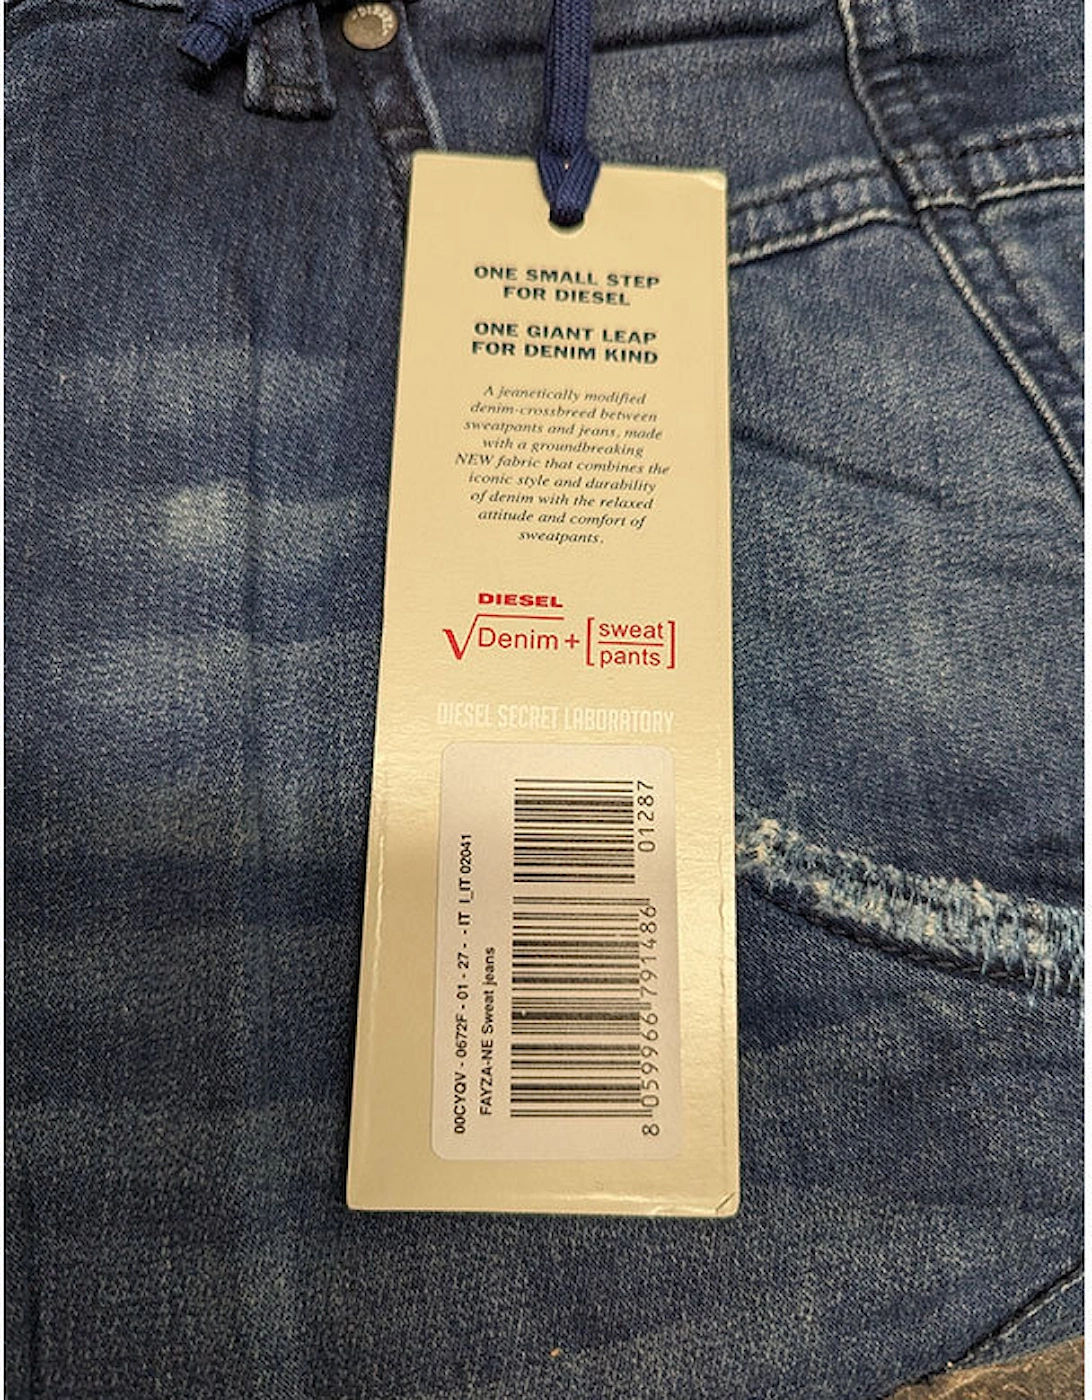 ONE SMALL STEP
FOR DIESEL
ONE GIANT LEAP
FOR DENIM KIND
A jeanetically modified
denim-crossbreed between
sweatpants and jeans, made
with a groundbreaking
NEW fabric that combines the
iconic style and durability
of denim with the relaxed
attitude and comfort of
sweatpants.
DIESEL
√Denim + [sweat
pants]
DIESEL SECRET LABORATORY
00CYQV - 0672F - 01 - 27 - - IT I_IT 02041
FAYZA-NE Sweat jeans
8 059966 791486 01287